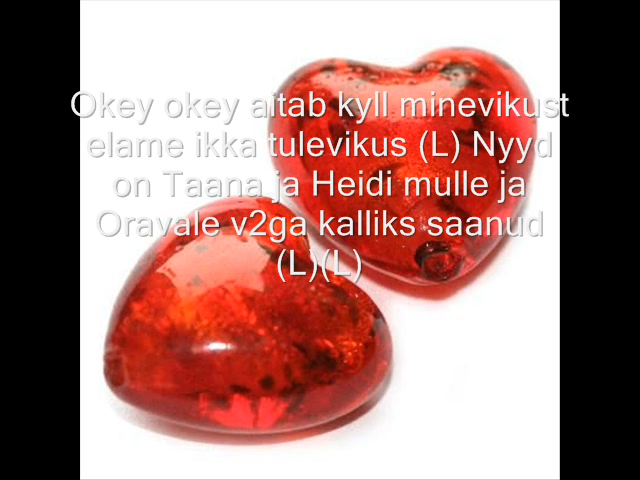 Okey okey aitab kyll minevikust
elame ikka tulevikus (L) Nyyd
on Taana ja Heidi mulle ja
Oravale v2ga kalliks saanud
(L)(L)